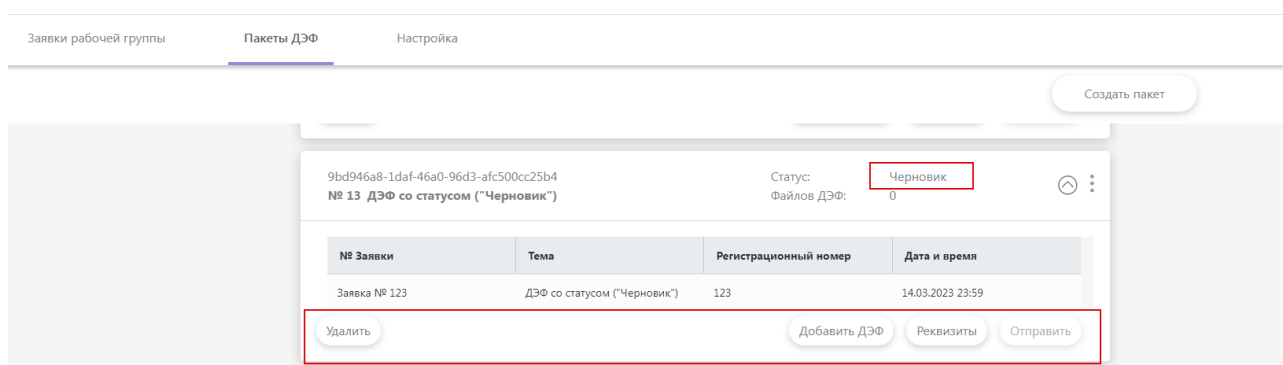 Заявки рабочей группы Пакеты ДЭФ Настройка
Создать пакет
9bd946a8-1daf-46a0-96d3-afc500cc25b4 Статус: Черновик
№ 13 ДЭФ со статусом ("Черновик") Файлов ДЭФ: 0
№ Заявки Тема Регистрационный номер Дата и время
Заявка № 123 ДЭФ со статусом ("Черновик") 123 14.03.2023 23:59
Удалить Добавить ДЭФ Реквизиты Отправить